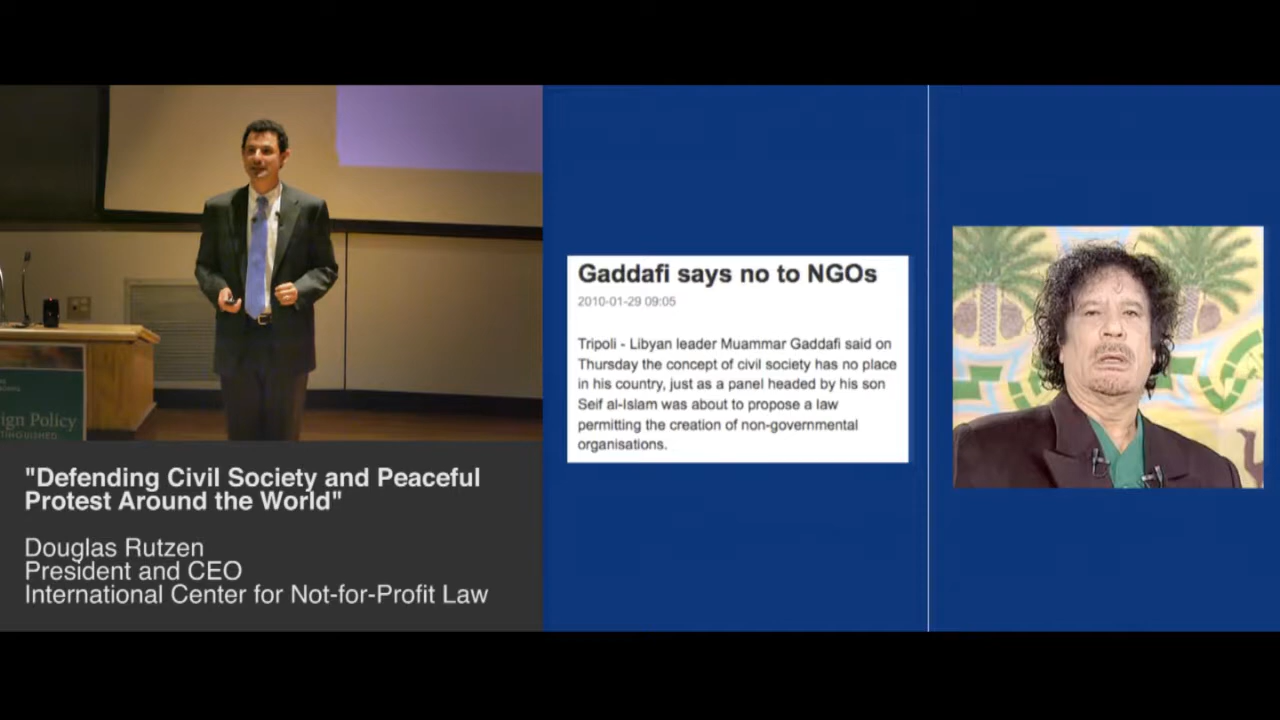 ign Policy
"Defending Civil Society and Peaceful
Protest Around the World"
Douglas Rutzen
President and CEO
International Center for Not-for-Profit Law
Gaddafi says no to NGOs
2010-01-29 09:05
Tripoli - Libyan leader Muammar Gaddafi said on
Thursday the concept of civil society has no place
in his country, just as a panel headed by his son
Seif al-Islam was about to propose a law
permitting the creation of non-governmental
organisations.